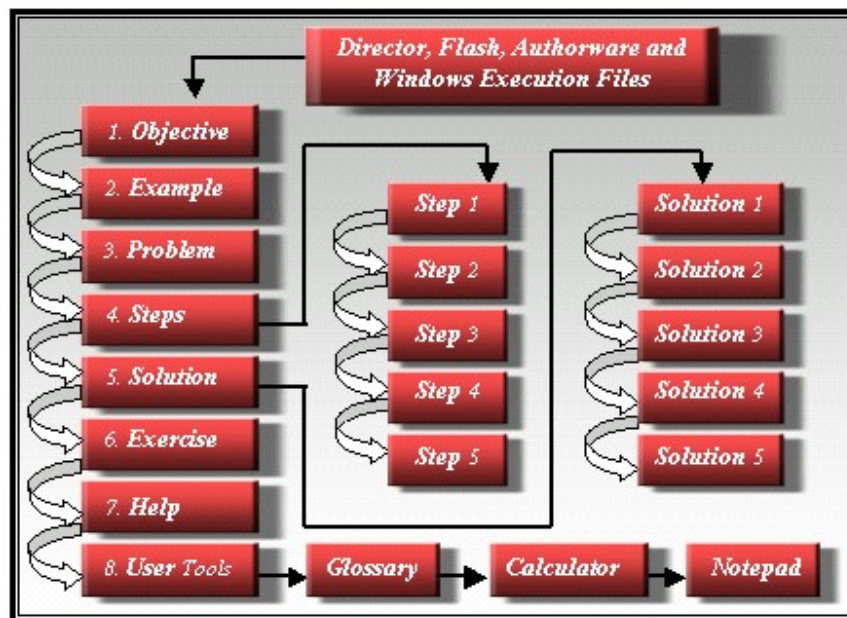 Director, Flash, Authorware and
Windows Execution Files
1. Objective
2. Example
3. Problem
4. Steps
5. Solution
6. Exercise
7. Help
8. User Tools
Step 1
Step 2
Step 3
Step 4
Step 5
Solution 1
Solution 2
Solution 3
Solution 4
Solution 5
Glossary
Calculator
Notepad